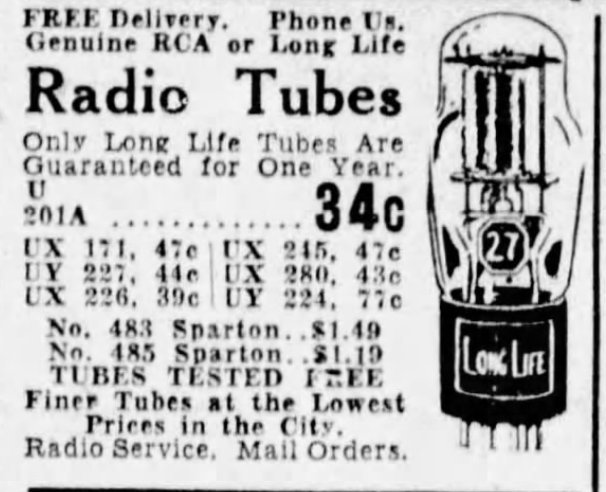 FREE Delivery. Phone Us.
Genuine RCA or Long Life
Radio Tubes
Only Long Life Tubes Are
Guaranteed for One Year.
U
201A .............. 34c
UX 171, 47c | UX 245, 47c
UY 227, 44c | UX 280, 43c
UX 226, 39c | UY 224, 77c
No. 483 Sparton..$1.49
No. 485 Sparton..$1.19
TUBES TESTED FREE
Finer Tubes at the Lowest
Prices in the City.
Radio Service. Mail Orders.
27
LONG LIFE